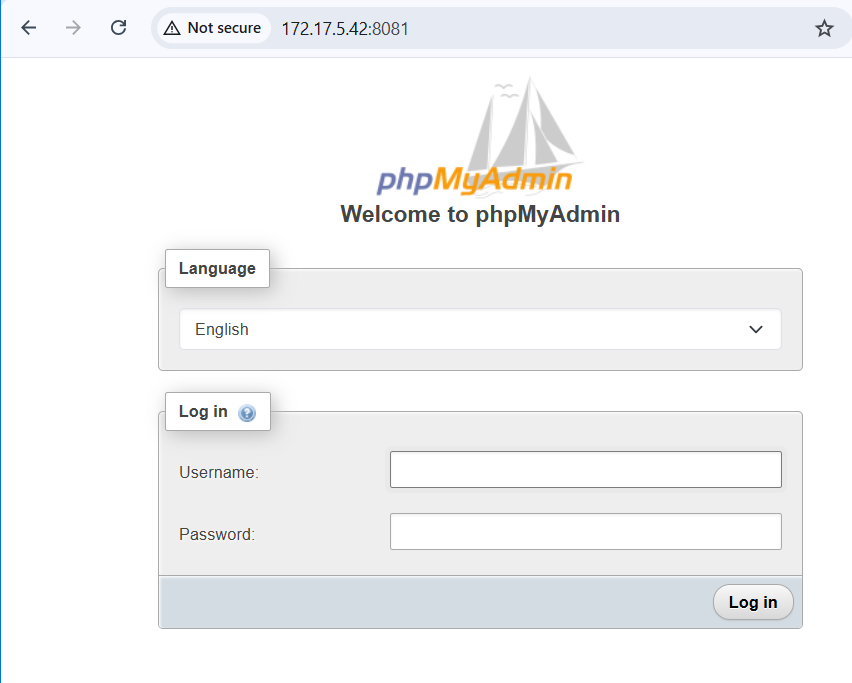 Not secure 172.17.5.42:8081
phpMyAdmin
Welcome to phpMyAdmin
Language
English
Log in
Username:
Password:
Log in